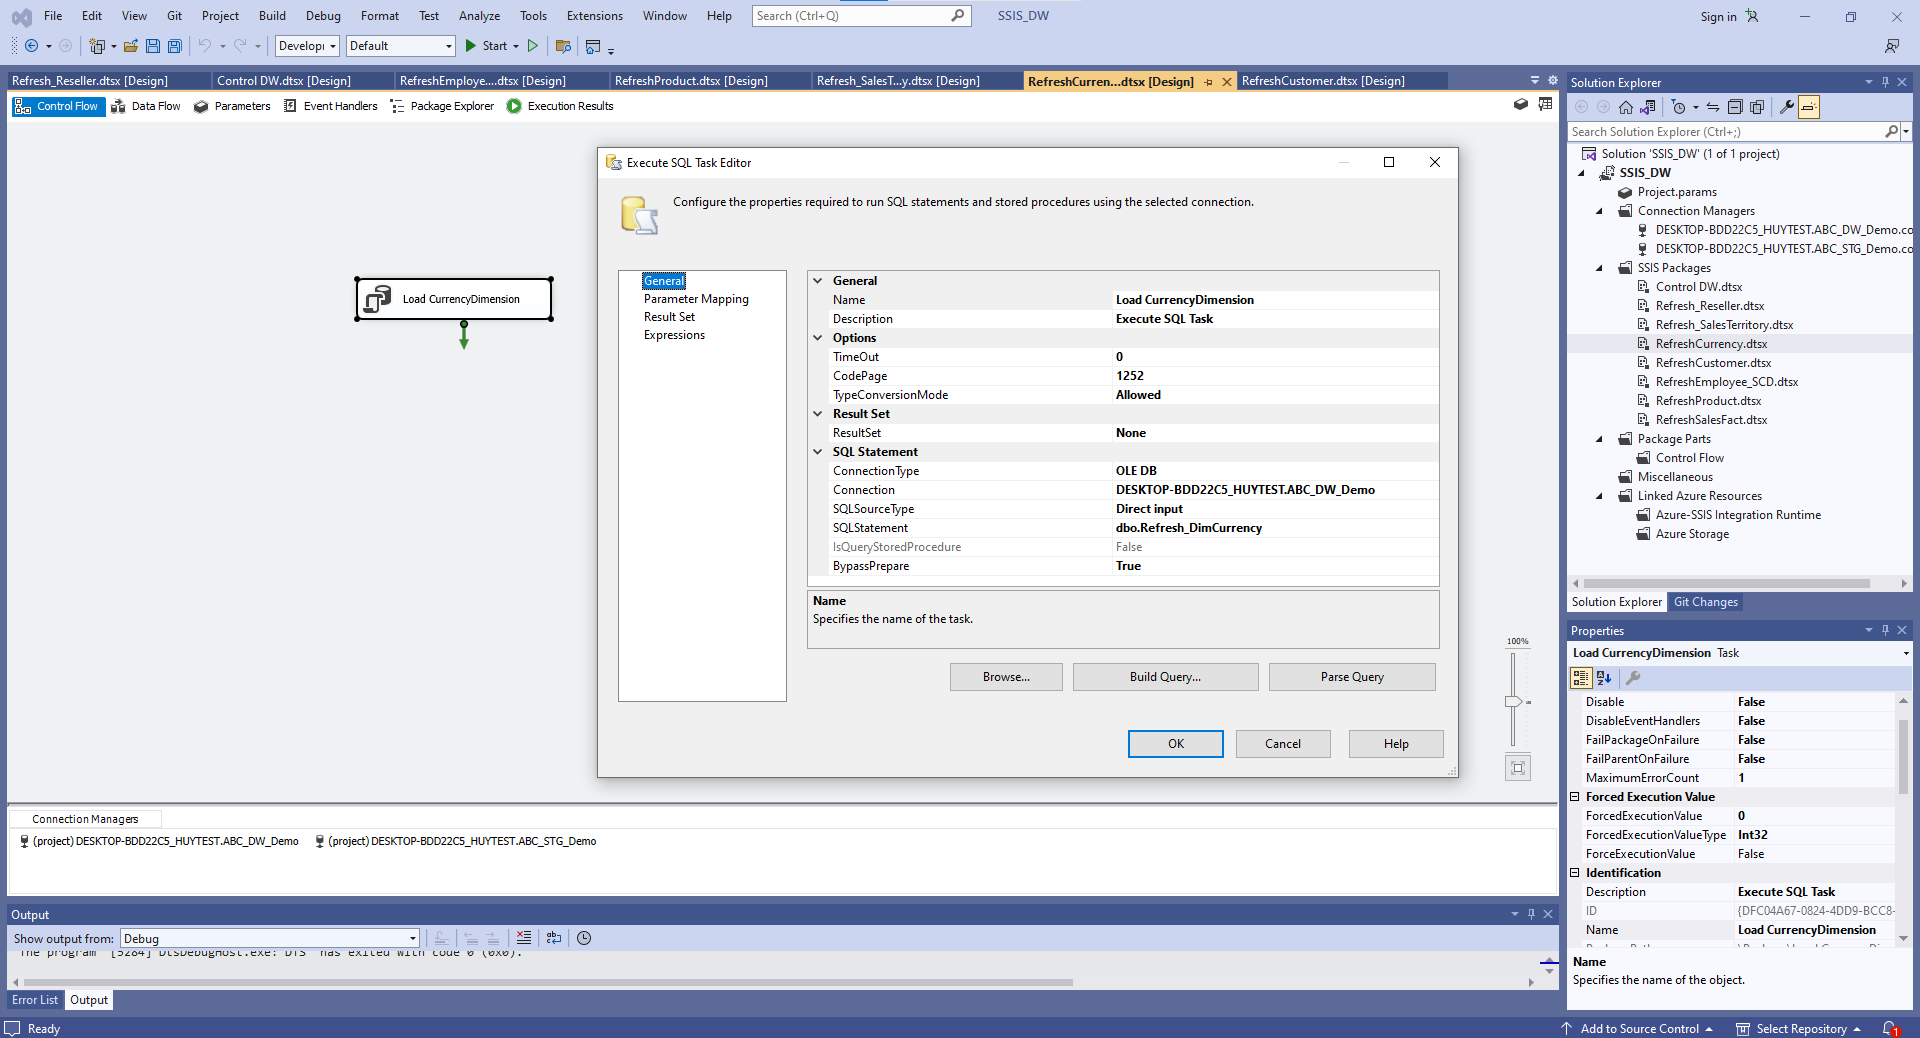 File Edit View Git Project Build Debug Format Test Analyze Tools Extensions Window Help Search (Ctrl+Q) SSIS_DW Sign in
Developı Default Start
Refresh_Reseller.dtsx [Design] Control DW.dtsx [Design] RefreshEmploye....dtsx [Design] RefreshProduct.dtsx [Design] Refresh_SalesT...y.dtsx [Design] RefreshCurren...dtsx [Design] RefreshCustomer.dtsx [Design]
Control Flow Data Flow Parameters Event Handlers Package Explorer Execution Results
Load CurrencyDimension
Execute SQL Task Editor
Configure the properties required to run SQL statements and stored procedures using the selected connection.
General
Parameter Mapping
Result Set
Expressions
General
Name Load CurrencyDimension
Description Execute SQL Task
Options
TimeOut 0
CodePage 1252
TypeConversionMode Allowed
Result Set
ResultSet None
SQL Statement
ConnectionType OLE DB
Connection DESKTOP-BDD22C5_HUYTEST.ABC_DW_Demo
SQLSourceType Direct input
SQLStatement dbo.Refresh_DimCurrency
IsQueryStoredProcedure False
BypassPrepare True
Name
Specifies the name of the task.
Browse... Build Query... Parse Query
OK Cancel Help
100%
Connection Managers
(project) DESKTOP-BDD22C5_HUYTEST.ABC_DW_Demo (project) DESKTOP-BDD22C5_HUYTEST.ABC_STG_Demo
Output
Show output from: Debug
The program '[5284] DtsDebugHost.exe: DTS' has exited with code 0 (0x0).
Error List Output
Solution Explorer
Search Solution Explorer (Ctrl+;)
Solution 'SSIS_DW' (1 of 1 project)
SSIS_DW
Project.params
Connection Managers
DESKTOP-BDD22C5_HUYTEST.ABC_DW_Demo.co
DESKTOP-BDD22C5_HUYTEST.ABC_STG_Demo.co
SSIS Packages
Control DW.dtsx
Refresh_Reseller.dtsx
Refresh_SalesTerritory.dtsx
RefreshCurrency.dtsx
RefreshCustomer.dtsx
RefreshEmployee_SCD.dtsx
RefreshProduct.dtsx
RefreshSalesFact.dtsx
Package Parts
Control Flow
Miscellaneous
Linked Azure Resources
Azure-SSIS Integration Runtime
Azure Storage
Solution Explorer Git Changes
Properties
Load CurrencyDimension Task
Disable False
DisableEventHandlers False
FailPackageOnFailure False
FailParentOnFailure False
MaximumErrorCount 1
Forced Execution Value
ForcedExecutionValue 0
ForcedExecutionValueType Int32
ForceExecutionValue False
Identification
Description Execute SQL Task
ID {DFC04A67-0824-4DD9-BCC8-
Name Load CurrencyDimension
Name
Specifies the name of the object.
Ready Add to Source Control Select Repository 1